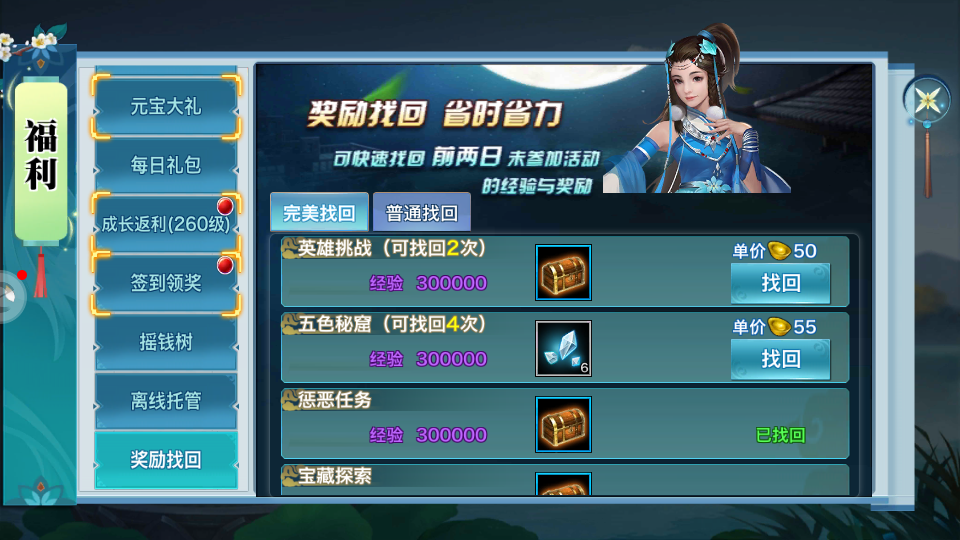 福利
元宝大礼
每日礼包
成长返利(260级)
签到领奖
摇钱树
离线托管
奖励找回
奖励找回 省时省力
可快速找回 前两日 未参加活动
的经验与奖励
完美找回 普通找回
英雄挑战（可找回2次）
经验 300000
单价 50
找回
五色秘窟（可找回4次）
经验 300000
6
单价 55
找回
惩恶任务
经验 300000
已找回
宝藏探索